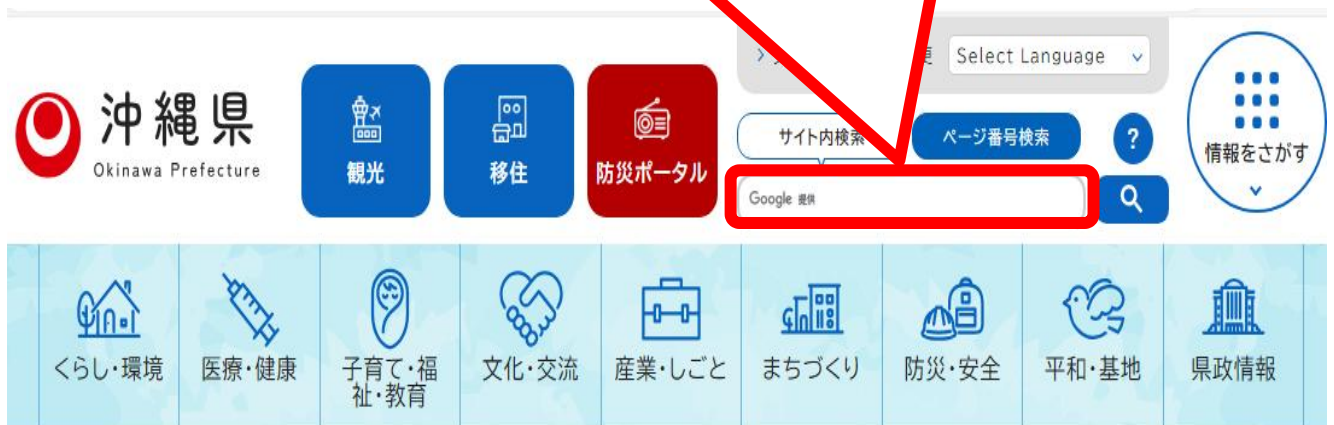 Select Language
沖縄県
Okinawa Prefecture
観光
移住
防災ポータル
サイト内検索
ページ番号検索
?
情報をさがす
Google 提供
くらし・環境
医療・健康
子育て・福
祉・教育
文化・交流
産業・しごと
まちづくり
防災・安全
平和・基地
県政情報